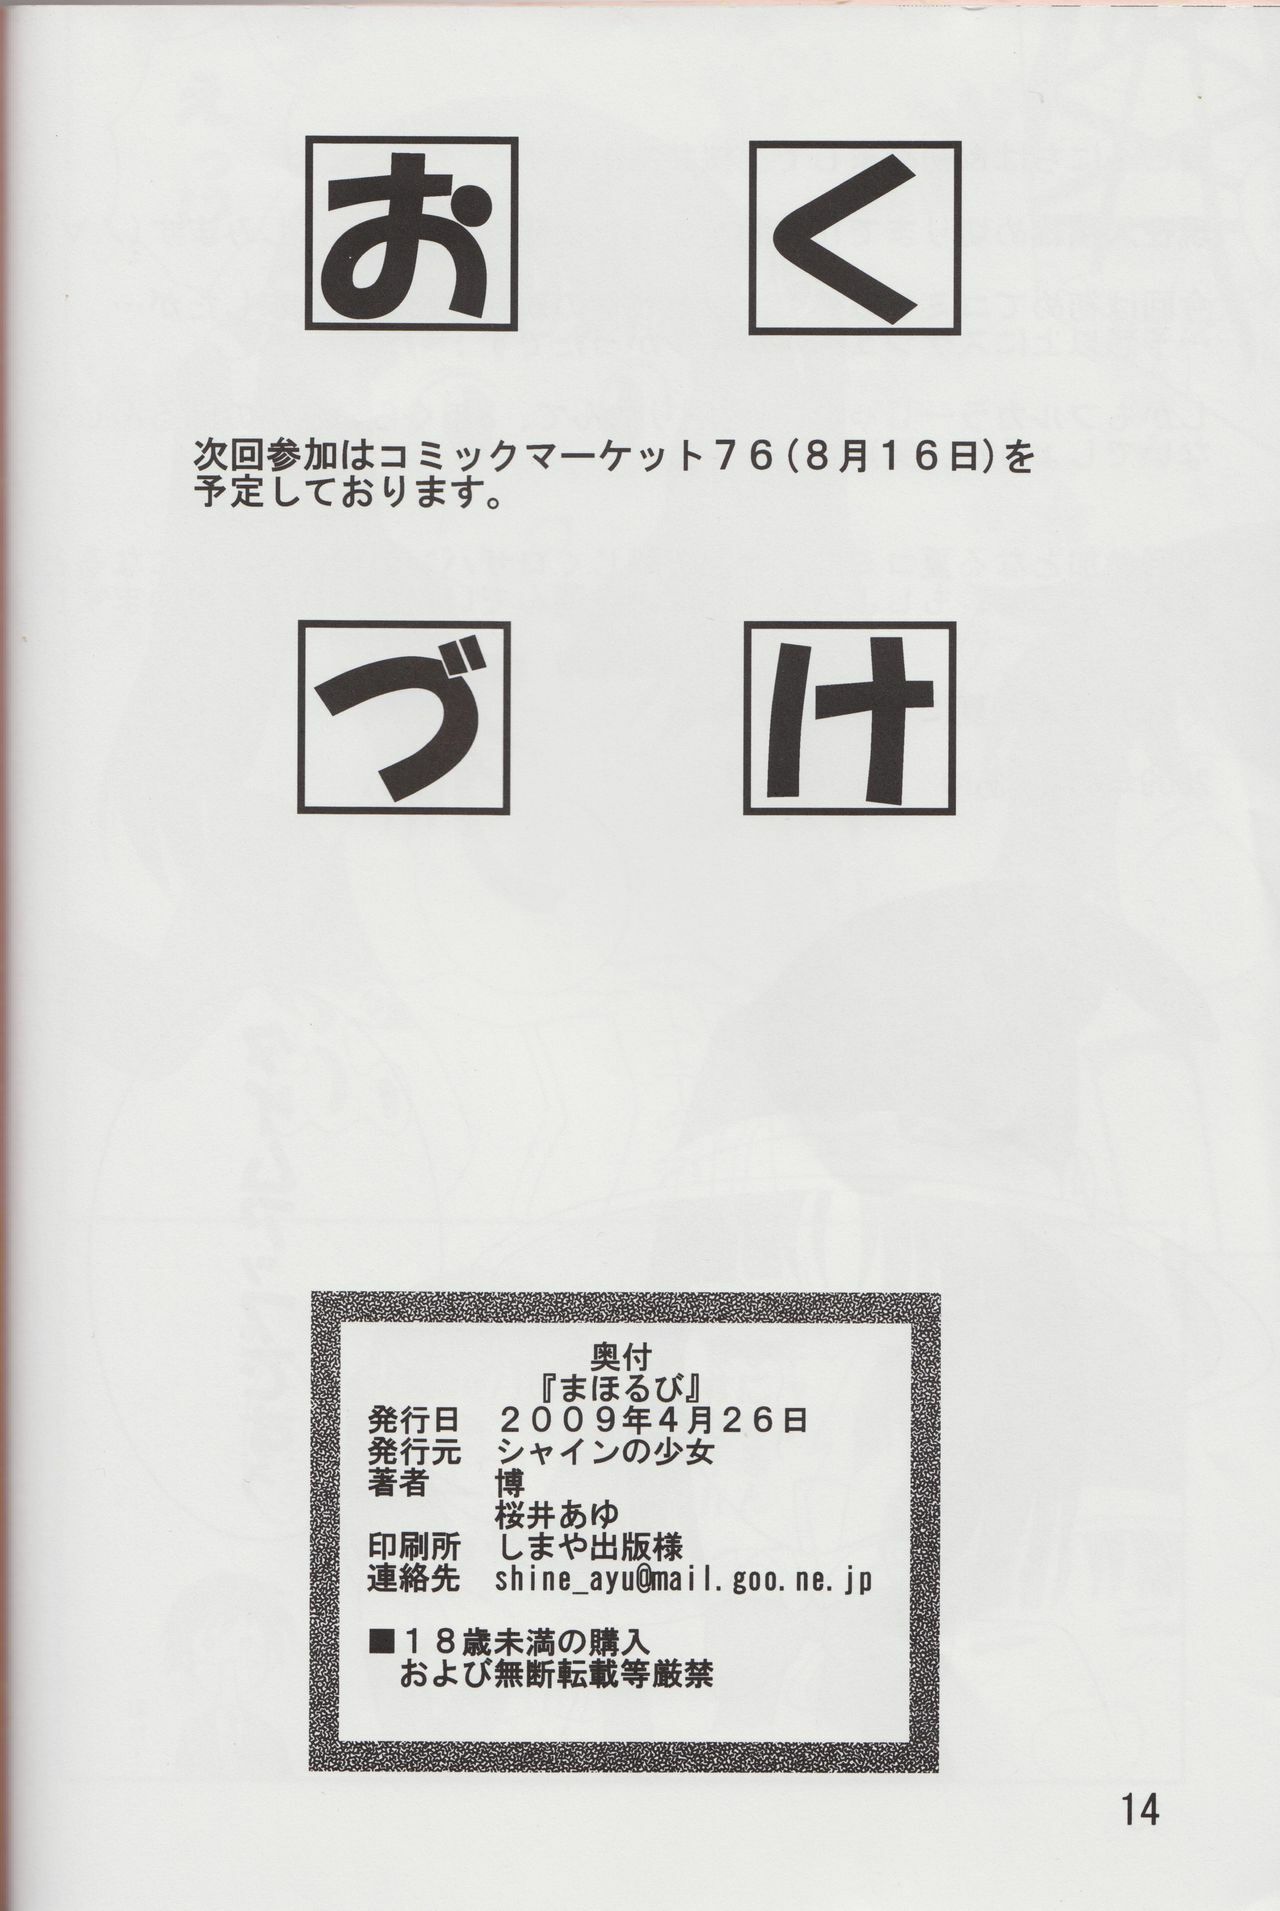 おく
次回参加はコミックマーケット７６(８月１６日)を
予定しております。
づけ
奥付
『まほるび』
発行日　２００９年４月２６日
発行元　シャインの少女
著者　　博
桜井あゆ
印刷所　しまや出版様
連絡先　shine_ayu@mail.goo.ne.jp
■１８歳未満の購入
および無断転載等厳禁
14